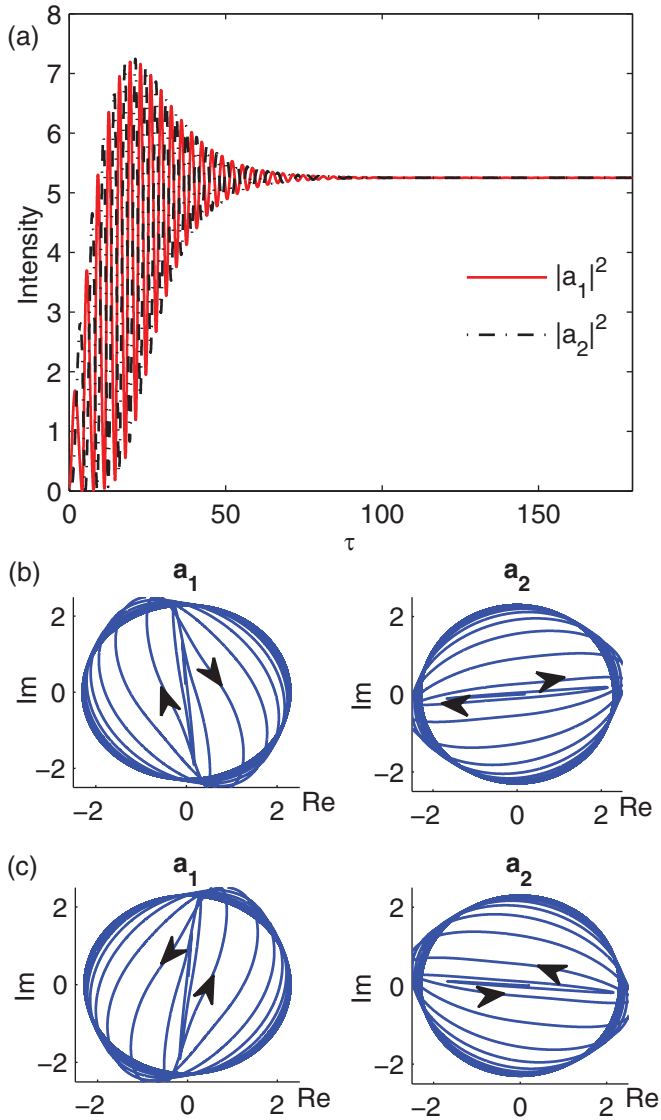 (a)
8
7
6
5
4
3
2
1
0
Intensity
|a₁|²
|a₂|²
0 50 100 150
τ
(b)
a₁ a₂
2 2
Im 0 Im 0
−2 −2
−2 0 2 Re −2 0 2 Re
(c)
a₁ a₂
2 2
Im 0 Im 0
−2 −2
−2 0 2 Re −2 0 2 Re